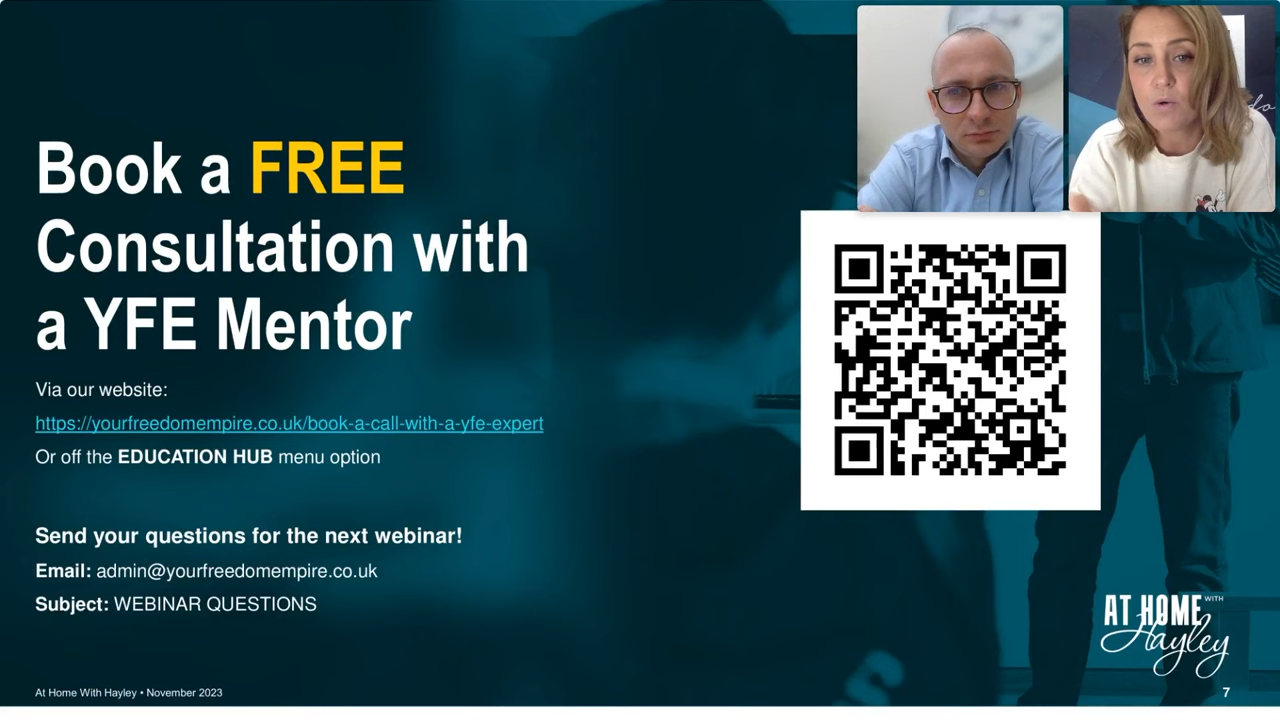 Book a FREE
Consultation with
a YFE Mentor
Via our website:
https://yourfreedomempire.co.uk/book-a-call-with-a-yfe-expert
Or off the EDUCATION HUB menu option
Send your questions for the next webinar!
Email: admin@yourfreedomempire.co.uk
Subject: WEBINAR QUESTIONS
AT HOME WITH
Hayley
At Home With Hayley • November 2023
7